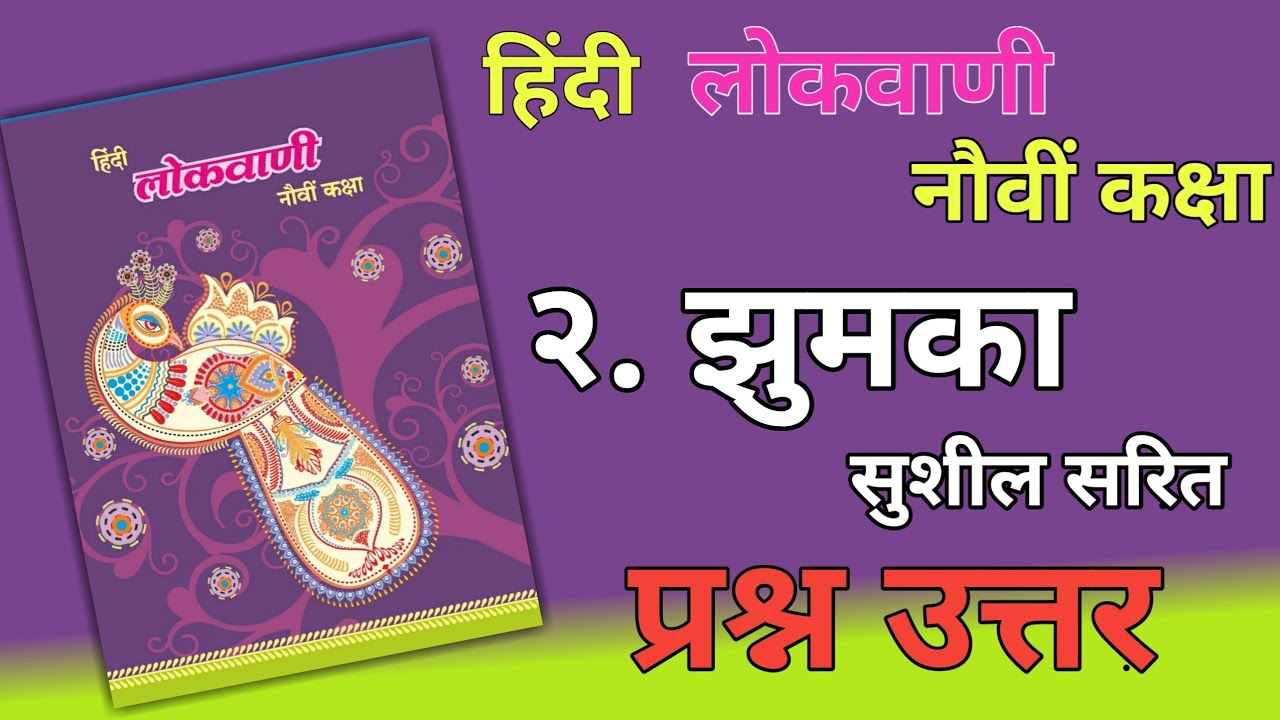 हिंदी
लोकवाणी
नौवीं कक्षा
हिंदी लोकवाणी
नौवीं कक्षा
२. झुमका
सुशील सरित
प्रश्न उत्तर